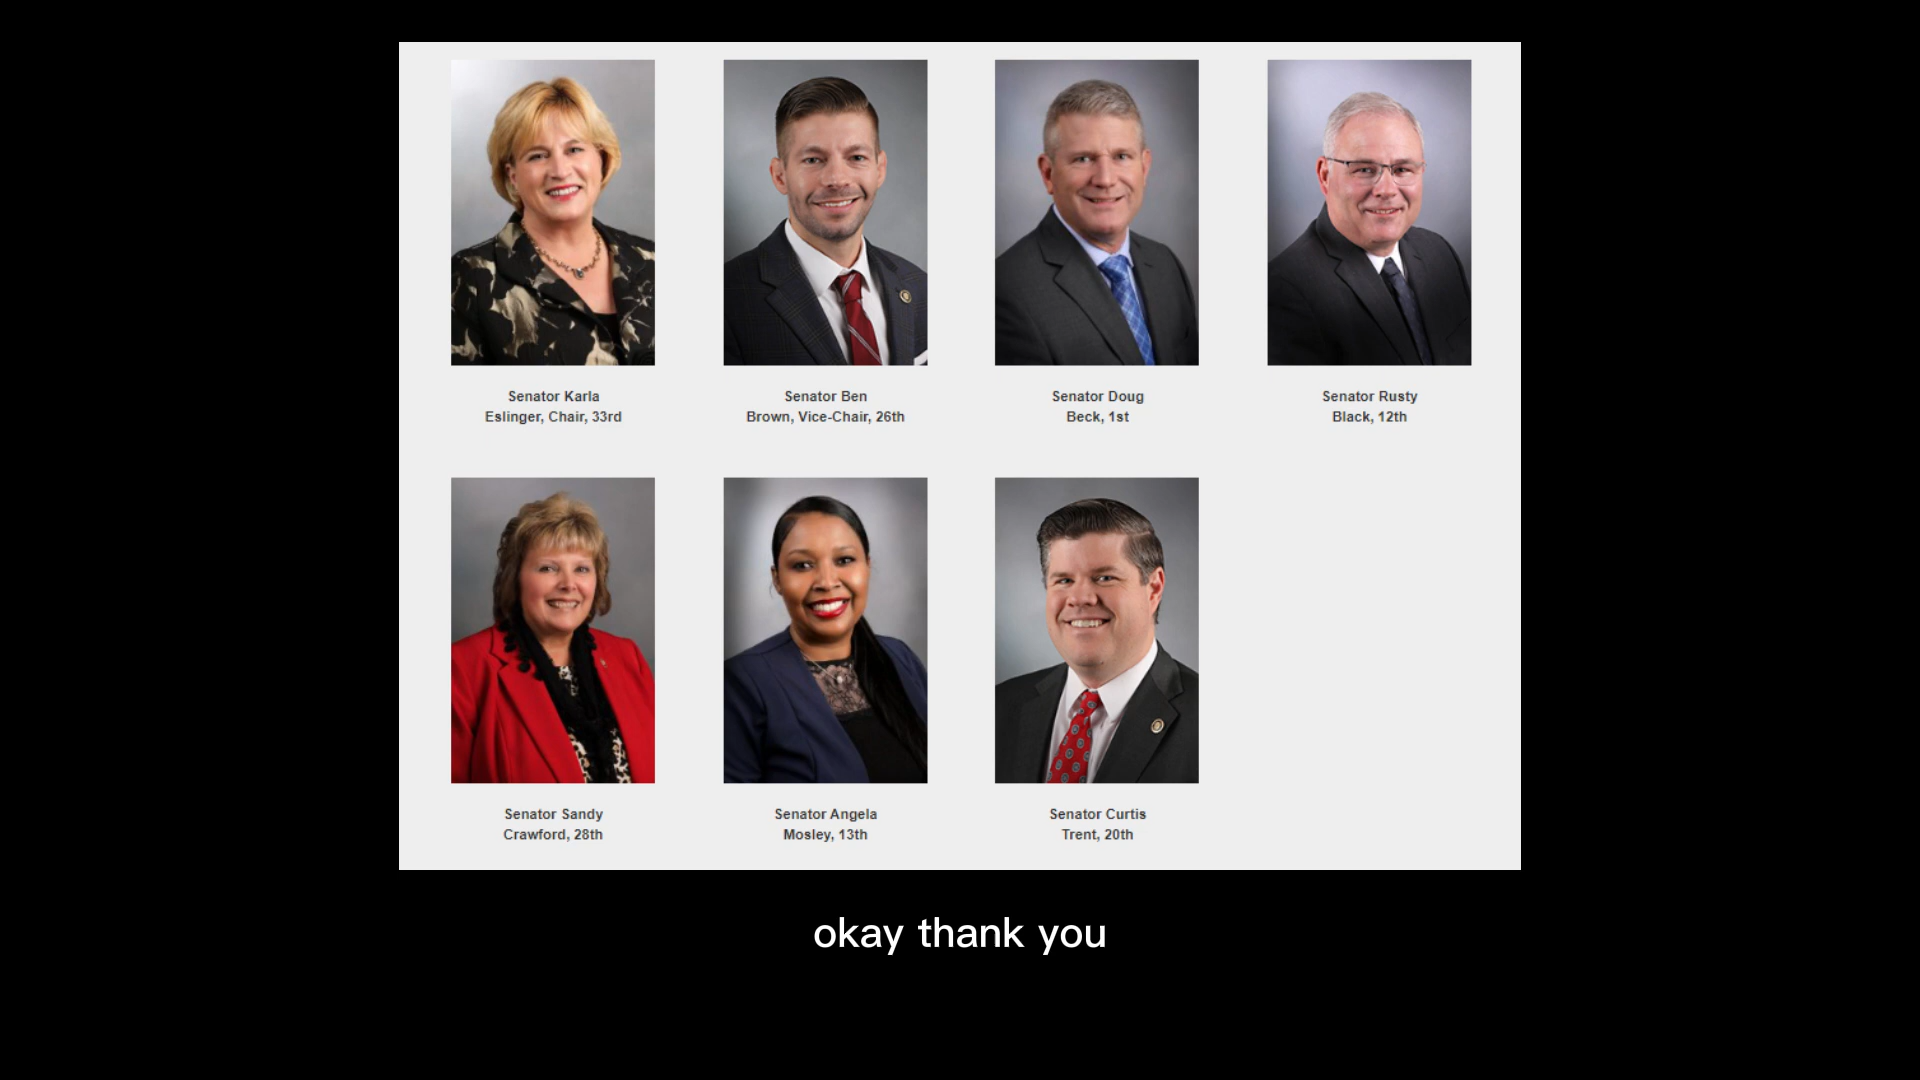 Senator Karla
Eslinger, Chair, 33rd
Senator Ben
Brown, Vice-Chair, 26th
Senator Doug
Beck, 1st
Senator Rusty
Black, 12th
Senator Sandy
Crawford, 28th
Senator Angela
Mosley, 13th
Senator Curtis
Trent, 20th
okay thank you